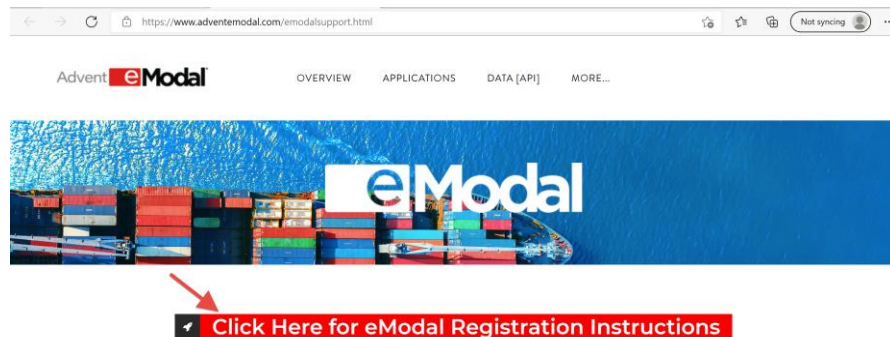 https://www.adventemodal.com/emodalsupport.html
Not syncing
Advent eModal
OVERVIEW APPLICATIONS DATA [API] MORE...
eModal
Click Here for eModal Registration Instructions